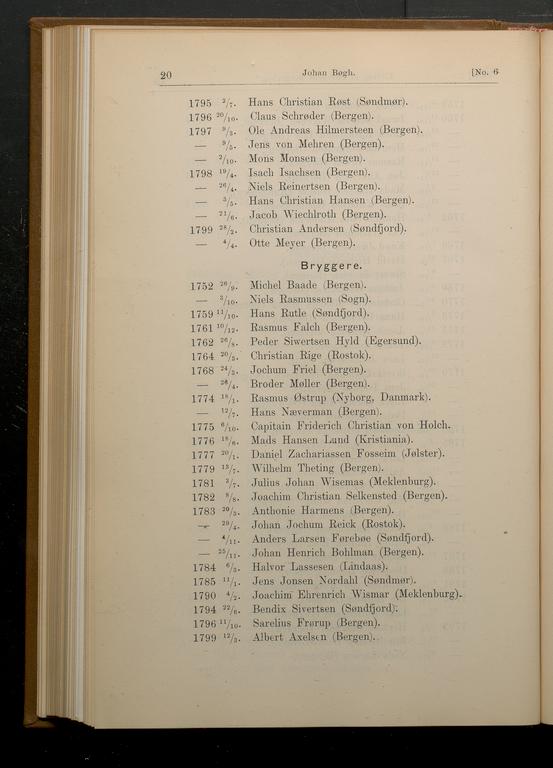 20 Johan Bøgh. [No. 6
1795 2/7. Hans Christian Røst (Søndmør).
1796 20/10. Claus Schrøder (Bergen).
1797 9/3. Ole Andreas Hilmersteen (Bergen).
— 9/5. Jens von Mehren (Bergen).
— 2/10. Mons Monsen (Bergen).
1798 19/4. Isach Isachsen (Bergen).
— 26/4. Niels Reinertsen (Bergen).
— 3/5. Hans Christian Hansen (Bergen).
— 21/6. Jacob Wiechlroth (Bergen).
1799 28/2. Christian Andersen (Søndfjord).
— 4/4. Otte Meyer (Bergen).
Bryggere.
1752 26/9. Michel Baade (Bergen).
— 3/10. Niels Rasmussen (Sogn).
1759 11/10. Hans Rutle (Søndfjord).
1761 10/12. Rasmus Falch (Bergen).
1762 26/8. Peder Siwertsen Hyld (Egersund).
1764 20/5. Christian Rige (Rostok).
1768 24/3. Jochum Friel (Bergen).
— 28/4. Broder Møller (Bergen).
1774 18/1. Rasmus Østrup (Nyborg, Danmark).
— 12/7. Hans Næverman (Bergen).
1775 6/10. Capitain Friderich Christian von Holch.
1776 18/6. Mads Hansen Lund (Kristiania).
1777 20/1. Daniel Zachariassen Fosseim (Jølster).
1779 13/7. Wilhelm Theting (Bergen).
1781 3/7. Julius Johan Wisemas (Meklenburg).
1782 8/8. Joachim Christian Selkensted (Bergen).
1783 20/3. Anthonie Harmens (Bergen).
— 29/4. Johan Jochum Reick (Rostok).
— 4/11. Anders Larsen Førebøe (Søndfjord).
— 25/11. Johan Henrich Bohlman (Bergen).
1784 6/3. Halvor Lassesen (Lindaas).
1785 11/1. Jens Jonsen Nordahl (Søndmør).
1790 4/2. Joachim Ehrenrich Wismar (Meklenburg).
1794 22/6. Bendix Sivertsen (Søndfjord).
1796 11/10. Sarelius Frørup (Bergen).
1799 12/3. Albert Axelsen (Bergen).